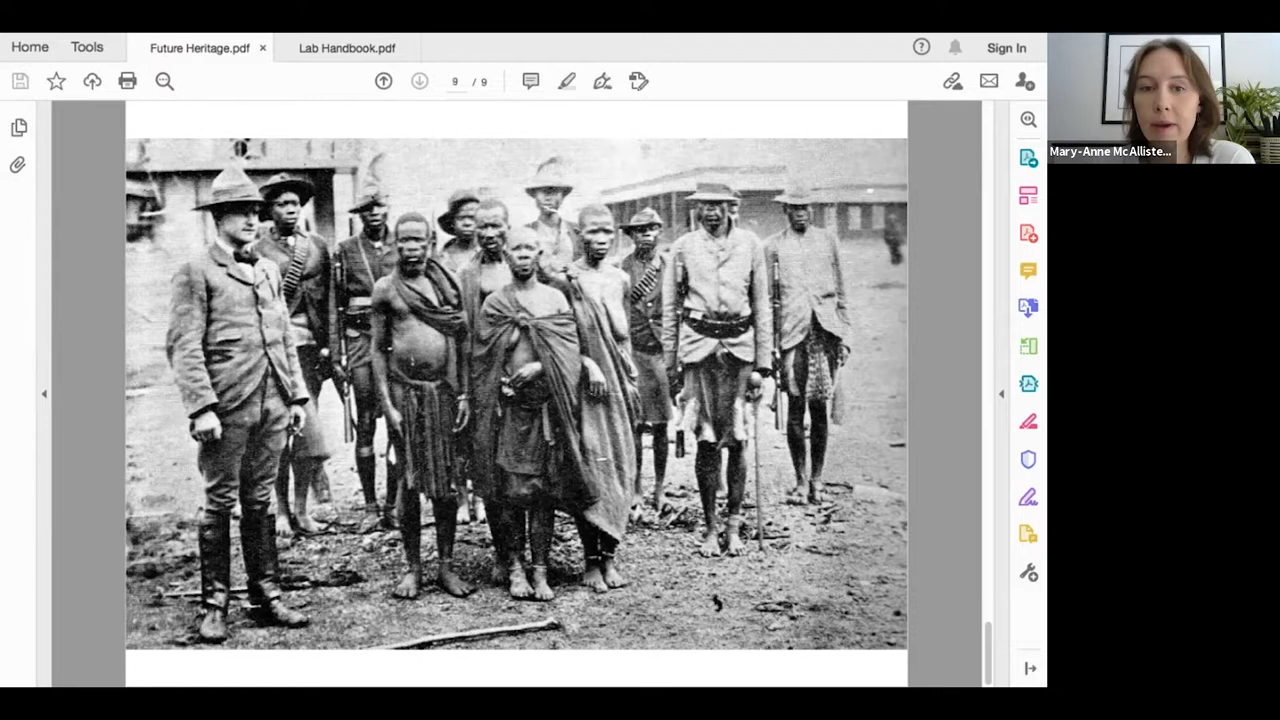 Home Tools Future Heritage.pdf × Lab Handbook.pdf ? Sign In
9 / 9
Mary-Anne McAlliste...